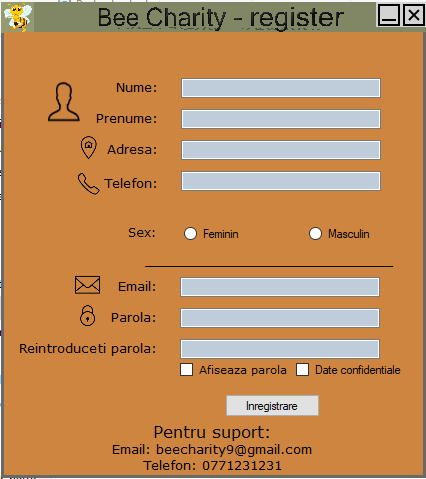 Bee Charity - register
Nume:
Prenume:
Adresa:
Telefon:
Sex: Feminin Masculin
Email:
Parola:
Reintroduceti parola:
Afiseaza parola Date confidentiale
Inregistrare
Pentru suport:
Email: beecharity9@gmail.com
Telefon: 0771231231